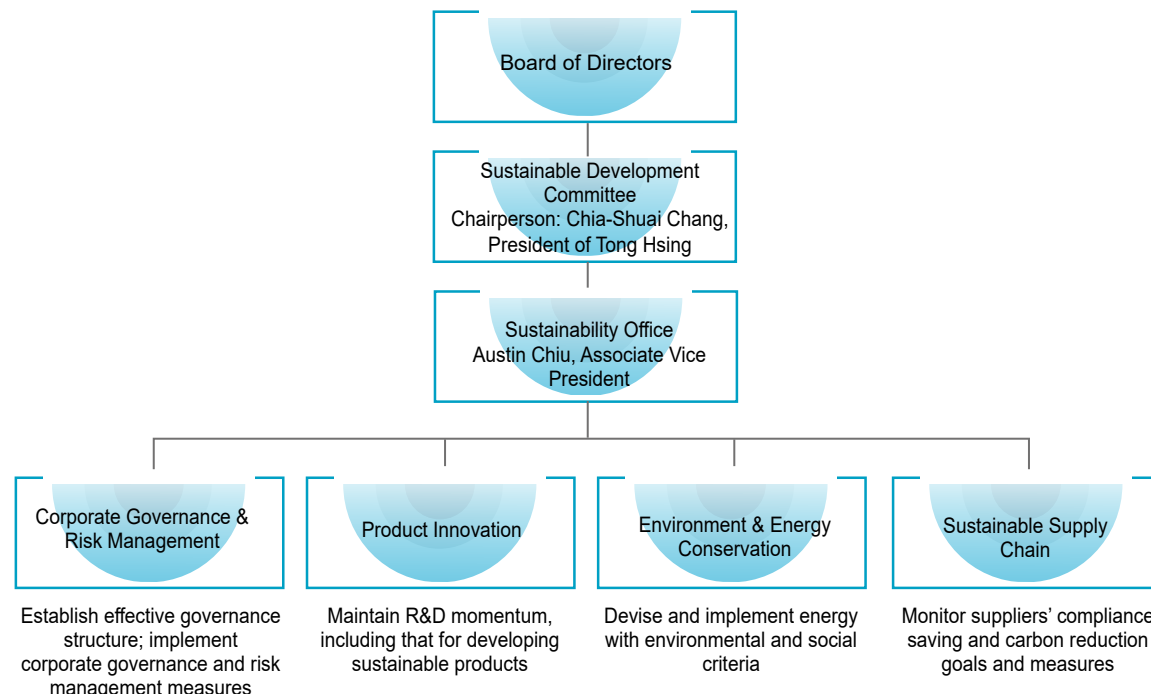 Board of Directors
Sustainable Development
Committee
Chairperson: Chia-Shuai Chang,
President of Tong Hsing
Sustainability Office
Austin Chiu, Associate Vice
President
Corporate Governance &
Risk Management
Establish effective governance
structure; implement
corporate governance and risk
management measures
Product Innovation
Maintain R&D momentum,
including that for developing
sustainable products
Environment & Energy
Conservation
Devise and implement energy
with environmental and social
criteria
Sustainable Supply
Chain
Monitor suppliers’ compliance
saving and carbon reduction
goals and measures